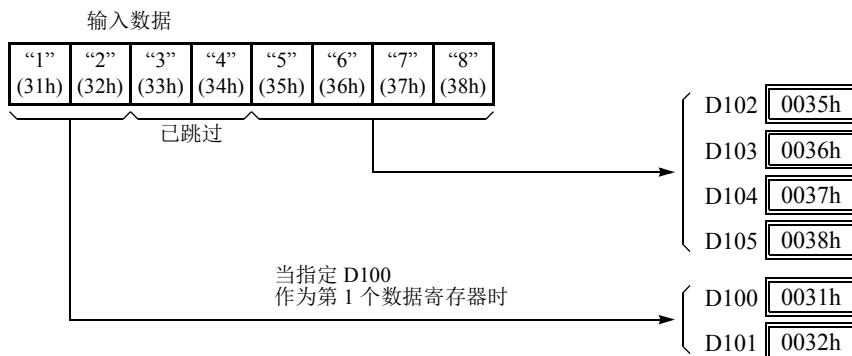 输入数据
“1” “2” “3” “4” “5” “6” “7” “8”
(31h) (32h) (33h) (34h) (35h) (36h) (37h) (38h)
已跳过
D102 0035h
D103 0036h
D104 0037h
D105 0038h
当指定 D100
作为第 1 个数据寄存器时
D100 0031h
D101 0032h